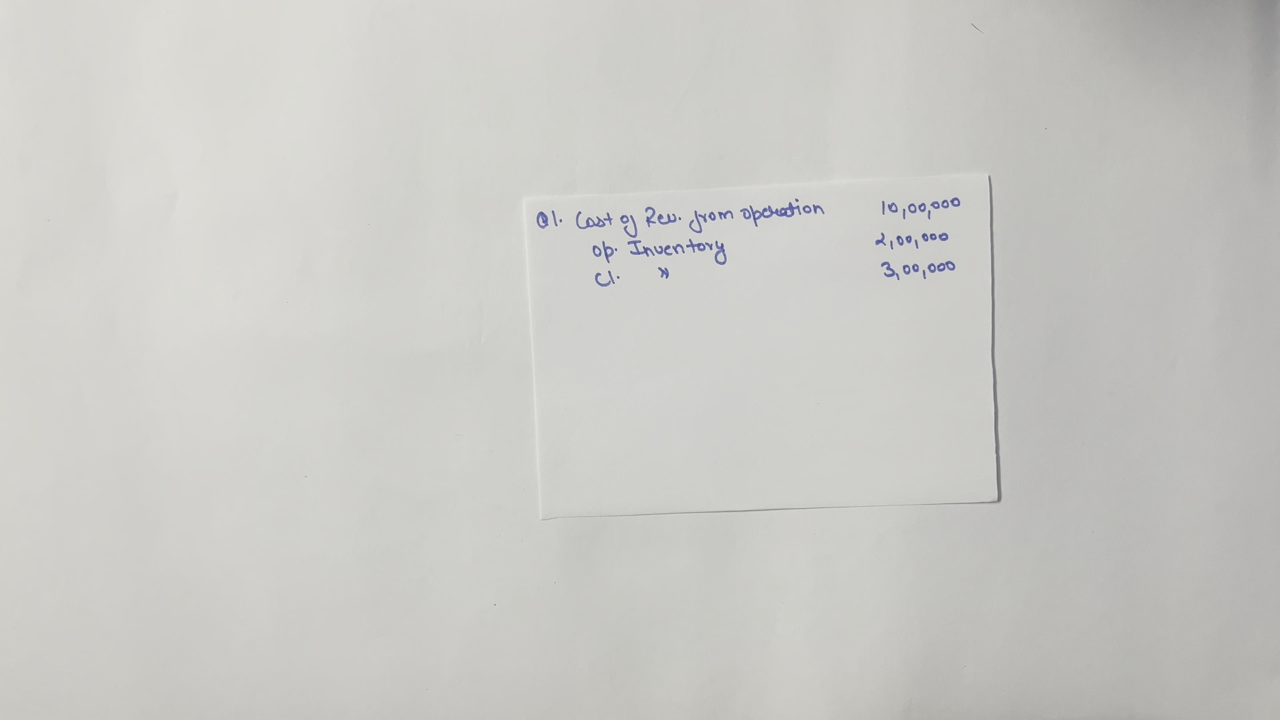 Q1. Cost of Rev. from operation 10,00,000
op. Inventory 2,00,000
Cl. " 3,00,000